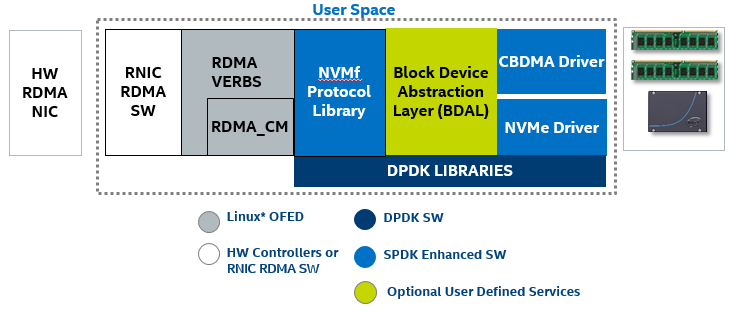 User Space
HW
RDMA
NIC
RNIC
RDMA
SW
RDMA
VERBS
RDMA_CM
NVMf
Protocol
Library
Block Device
Abstraction
Layer (BDAL)
CBDMA Driver
NVMe Driver
DPDK LIBRARIES
Linux* OFED
HW Controllers or
RNIC RDMA SW
DPDK SW
SPDK Enhanced SW
Optional User Defined Services